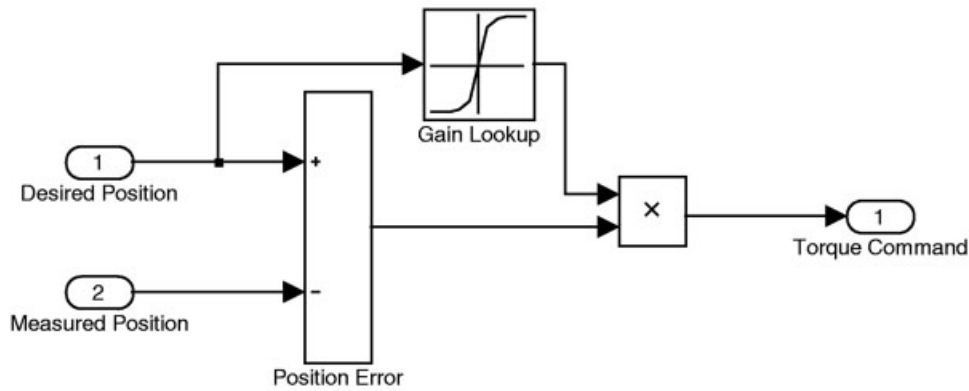 Gain Lookup
1
+
Desired Position
×
1
Torque Command
2
−
Measured Position
Position Error